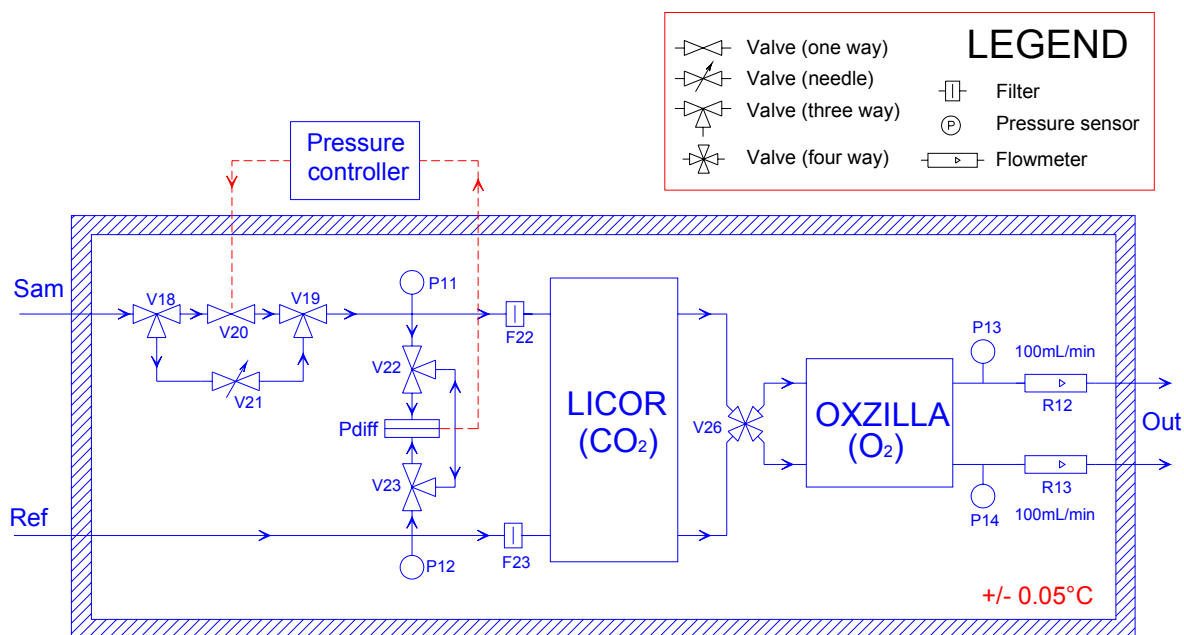 LEGEND
Valve (one way)
Valve (needle)
Valve (three way)
Valve (four way)
Filter
P
Pressure sensor
Flowmeter
Pressure
controller
Sam
V18
V19
V20
V21
P11
F22
V22
Pdiff
V23
Ref
P12
F23
LICOR
(CO₂)
V26
OXZILLA
(O₂)
P13
100mL/min
R12
Out
R13
P14
100mL/min
+/- 0.05°C